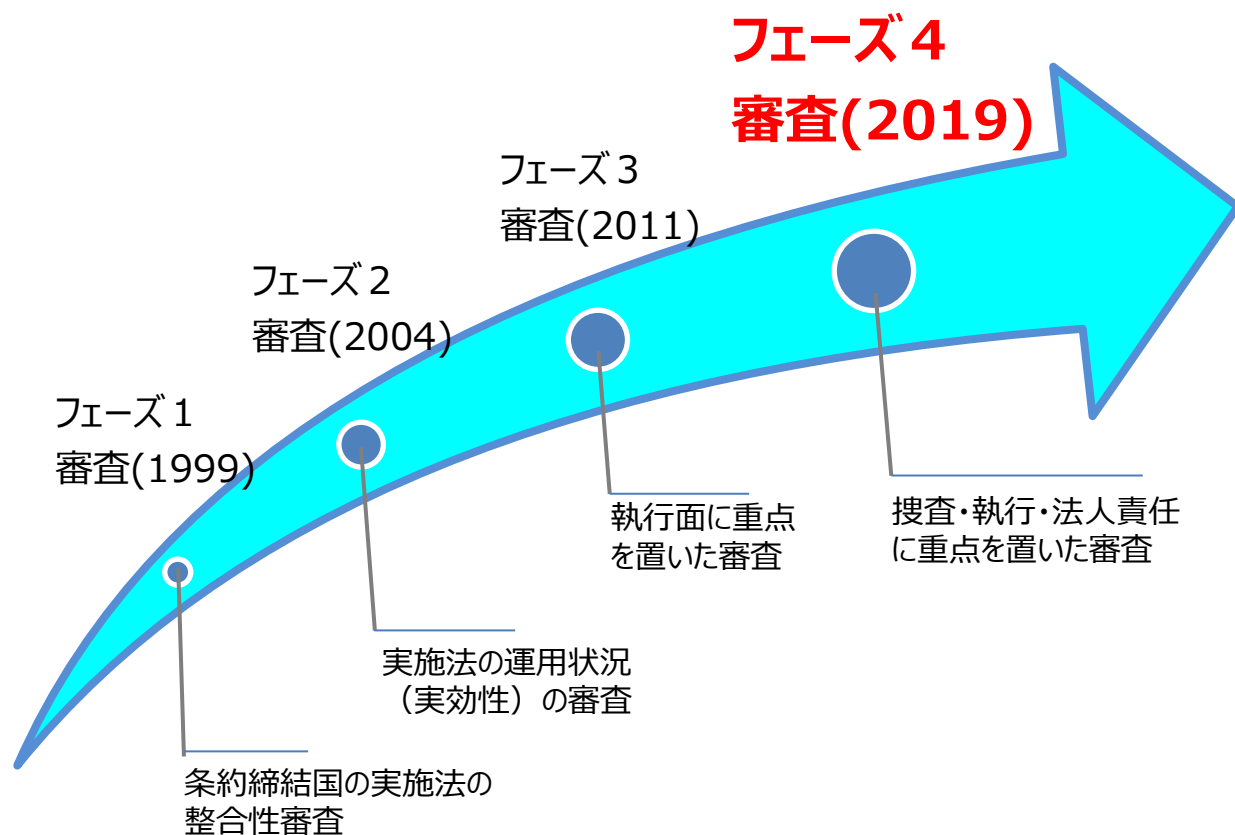 フェーズ４
審査(2019)
フェーズ３
審査(2011)
フェーズ２
審査(2004)
フェーズ１
審査(1999)
執行面に重点
を置いた審査
捜査・執行・法人責任
に重点を置いた審査
実施法の運用状況
（実効性）の審査
条約締結国の実施法の
整合性審査